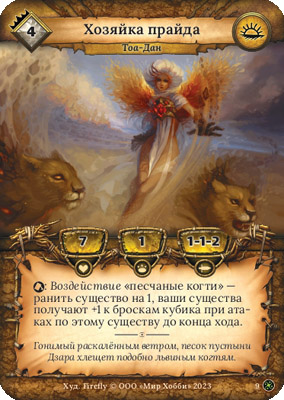 4
Хозяйка прайда
Тоа-Дан
7
1
1-1-2
: Воздействие «песчаные когти» —
ранить существо на 1, ваши существа
получают +1 к броскам кубика при ата-
ках по этому существу до конца хода.
Гонимый раскалённым ветром, песок пустыни
Дзара хлещет подобно львиным когтям.
Худ. Firefly © ООО «Мир Хобби» 2023
9